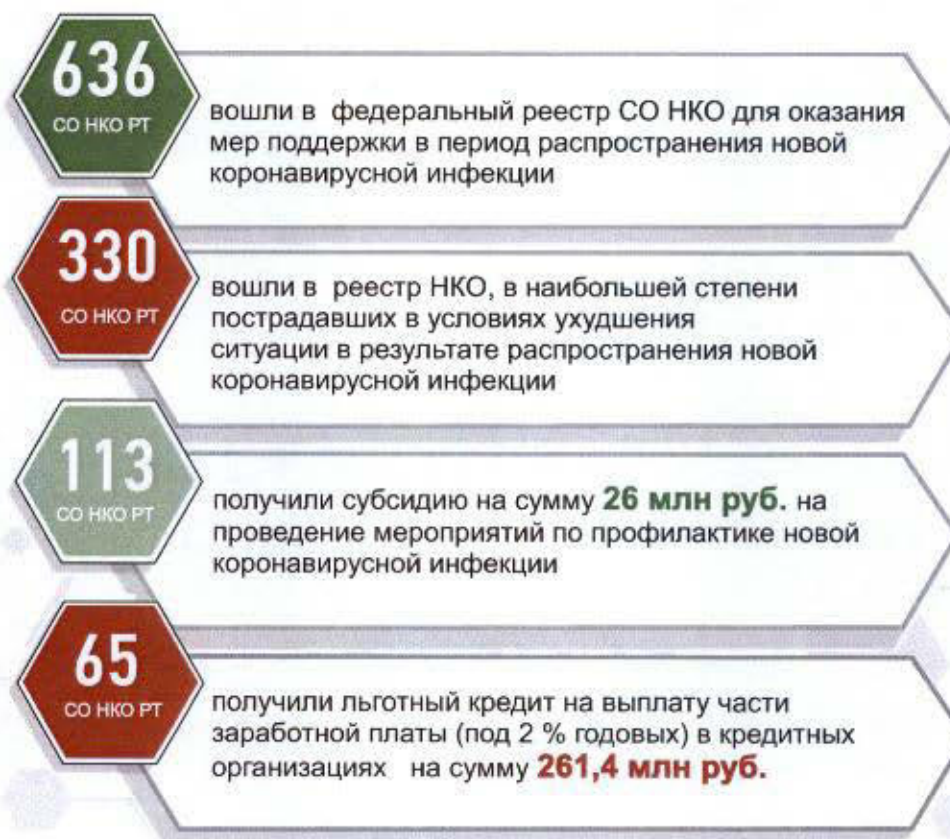 636
СО НКО РТ
вошли в федеральный реестр СО НКО для оказания
мер поддержки в период распространения новой
коронавирусной инфекции
330
СО НКО РТ
вошли в реестр НКО, в наибольшей степени
пострадавших в условиях ухудшения
ситуации в результате распространения новой
коронавирусной инфекции
113
СО НКО РТ
получили субсидию на сумму 26 млн руб. на
проведение мероприятий по профилактике новой
коронавирусной инфекции
65
СО НКО РТ
получили льготный кредит на выплату части
заработной платы (под 2 % годовых) в кредитных
организациях на сумму 261,4 млн руб.